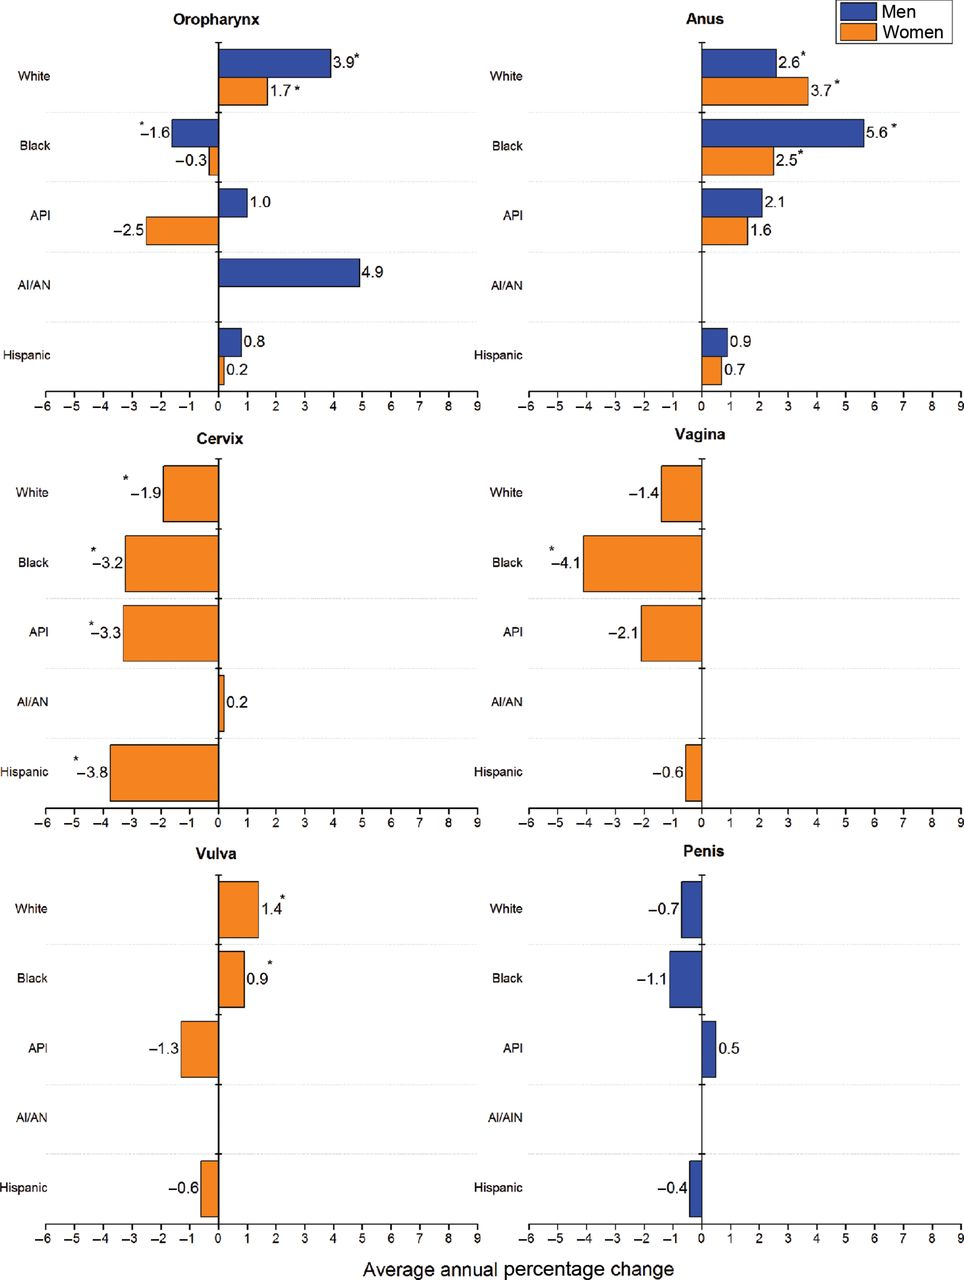 Men
Women
Oropharynx
White
3.9*
1.7 *
Black
* −1.6
−0.3
API
1.0
−2.5
AI/AN
4.9
Hispanic
0.8
0.2
−6 −5 −4 −3 −2 −1 0 1 2 3 4 5 6 7 8 9
Anus
White
2.6*
3.7 *
Black
5.6 *
2.5*
API
2.1
1.6
AI/AN
Hispanic
0.9
0.7
−6 −5 −4 −3 −2 −1 0 1 2 3 4 5 6 7 8 9
Cervix
White
* −1.9
Black
* −3.2
API
* −3.3
AI/AN
0.2
Hispanic
* −3.8
−6 −5 −4 −3 −2 −1 0 1 2 3 4 5 6 7 8 9
Vagina
White
−1.4
Black
* −4.1
API
−2.1
AI/AN
Hispanic
−0.6
−6 −5 −4 −3 −2 −1 0 1 2 3 4 5 6 7 8 9
Vulva
White
1.4*
Black
0.9 *
API
−1.3
AI/AN
Hispanic
−0.6
−6 −5 −4 −3 −2 −1 0 1 2 3 4 5 6 7 8 9
Penis
White
−0.7
Black
−1.1
API
0.5
AI/AIN
Hispanic
−0.4
−6 −5 −4 −3 −2 −1 0 1 2 3 4 5 6 7 8 9
Average annual percentage change